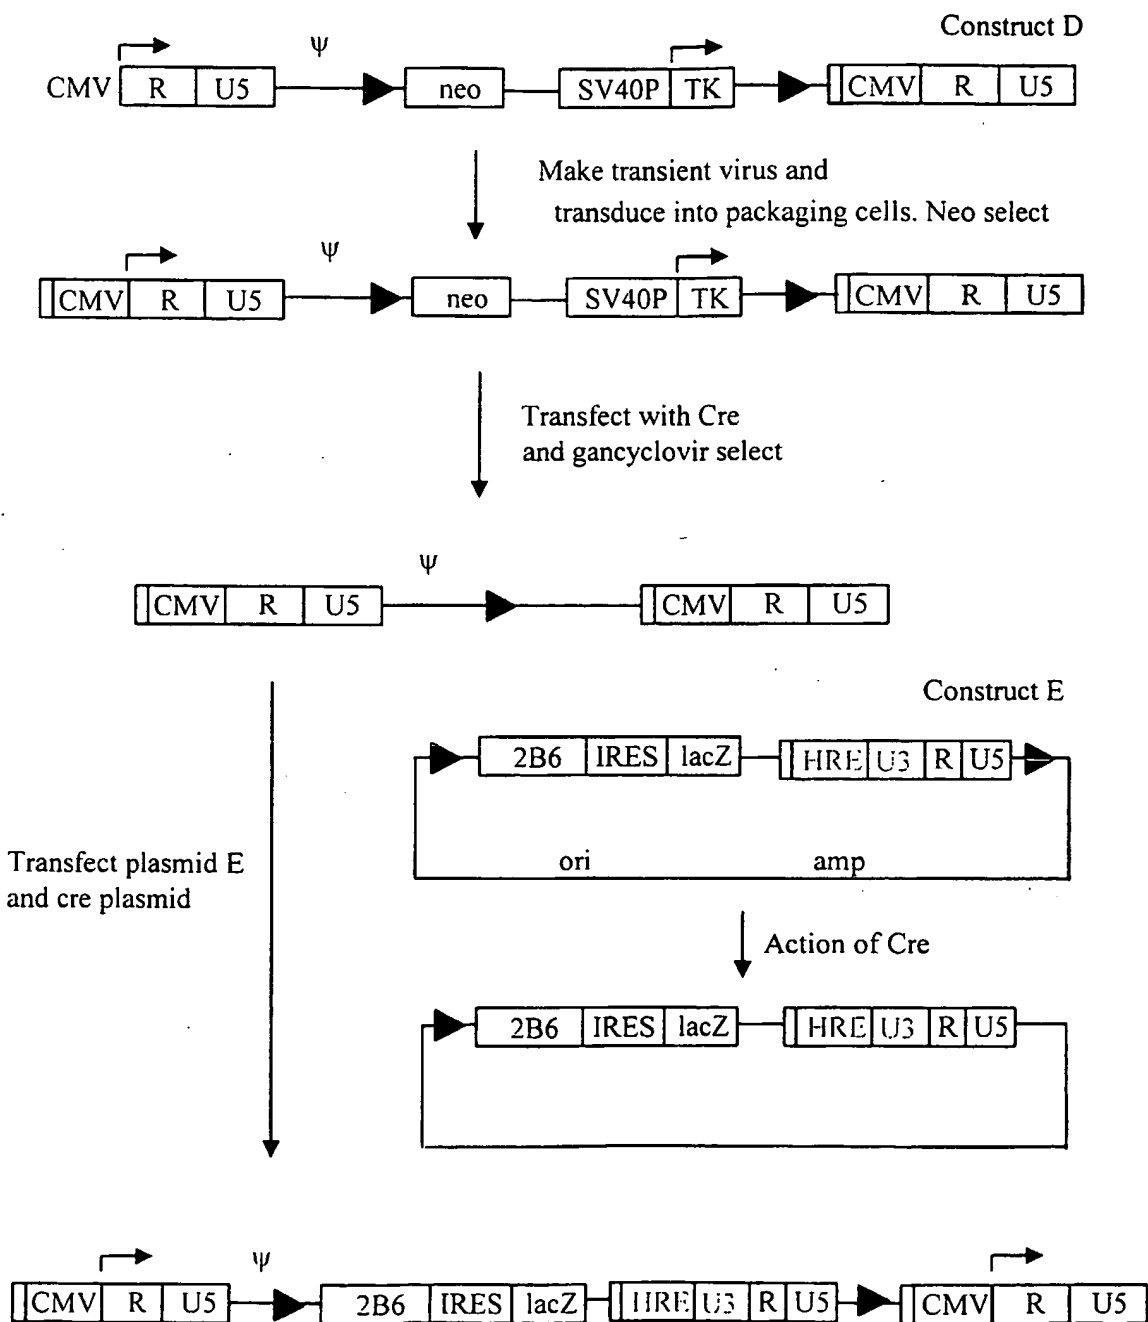 Construct D
ψ
CMV R U5 neo SV40P TK CMV R U5
Make transient virus and
transduce into packaging cells. Neo select
ψ
CMV R U5 neo SV40P TK CMV R U5
Transfect with Cre
and gancyclovir select
ψ
CMV R U5 CMV R U5
Construct E
2B6 IRES lacZ HRE U3 R U5
ori amp
Transfect plasmid E
and cre plasmid
Action of Cre
2B6 IRES lacZ HRE U3 R U5
ψ
CMV R U5 2B6 IRES lacZ HRE U3 R U5 CMV R U5